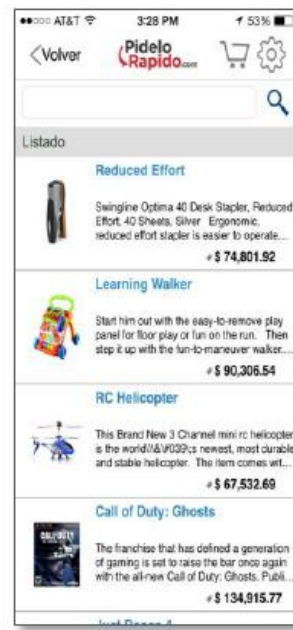 AT&T 3:28 PM 53%
Volver
Pidelo
Rapido.com
Listado
Reduced Effort
Swingline Optima 40 Desk Stapler, Reduced
Effort, 40 Sheets, Silver Ergonomic,
reduced effort stapler is easier to operate....
$ 74,801.92
Learning Walker
Start him out with the easy-to-remove play
panel for floor play or fun on the run. Then
step it up with the fun-to-maneuver walker....
$ 90,306.54
RC Helicopter
This Brand New 3 Channel mini rc helicopter
is the world\\&\#039;s newest, most durable
and stable helicopter. The item comes wit...
$ 67,532.69
CALL OF DUTY
Call of Duty: Ghosts
The franchise that has defined a generation
of gaming is set to raise the bar once again
with the all-new Call of Duty: Ghosts. Publi...
$ 134,915.77
Just Dance 4